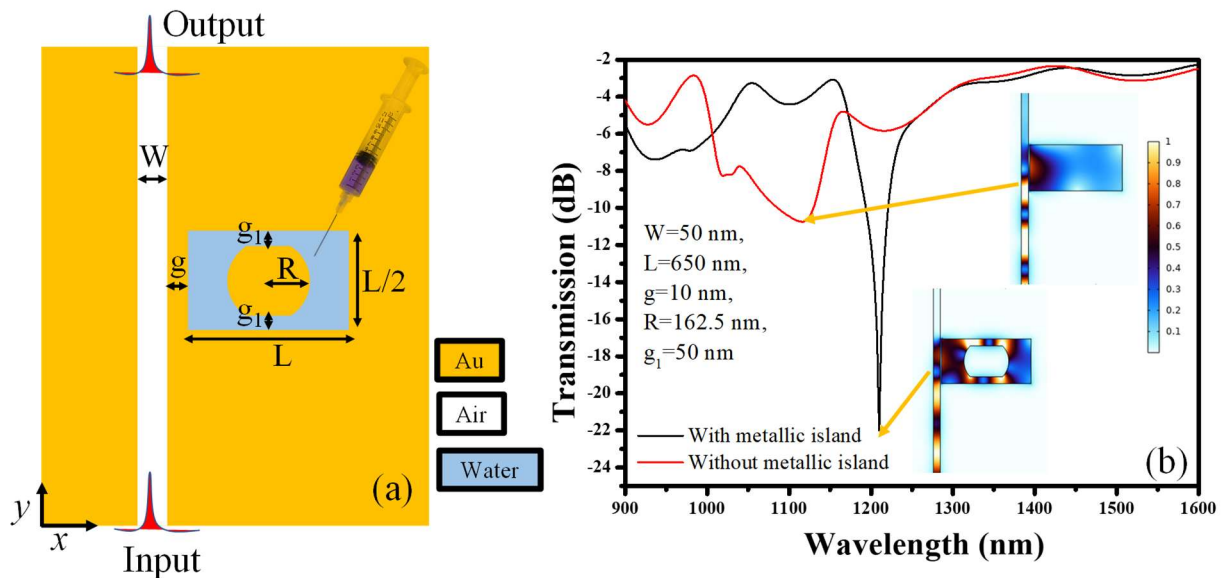 Output
W
g₁
g
R
L/2
g₁
L
Au
Air
Water
(a)
y
x
Input
Transmission (dB)
-2
-4
-6
-8
-10
-12
-14
-16
-18
-20
-22
-24
W=50 nm,
L=650 nm,
g=10 nm,
R=162.5 nm,
g₁=50 nm
1
0.9
0.8
0.7
0.6
0.5
0.4
0.3
0.2
0.1
With metallic island
Without metallic island
(b)
900 1000 1100 1200 1300 1400 1500 1600
Wavelength (nm)